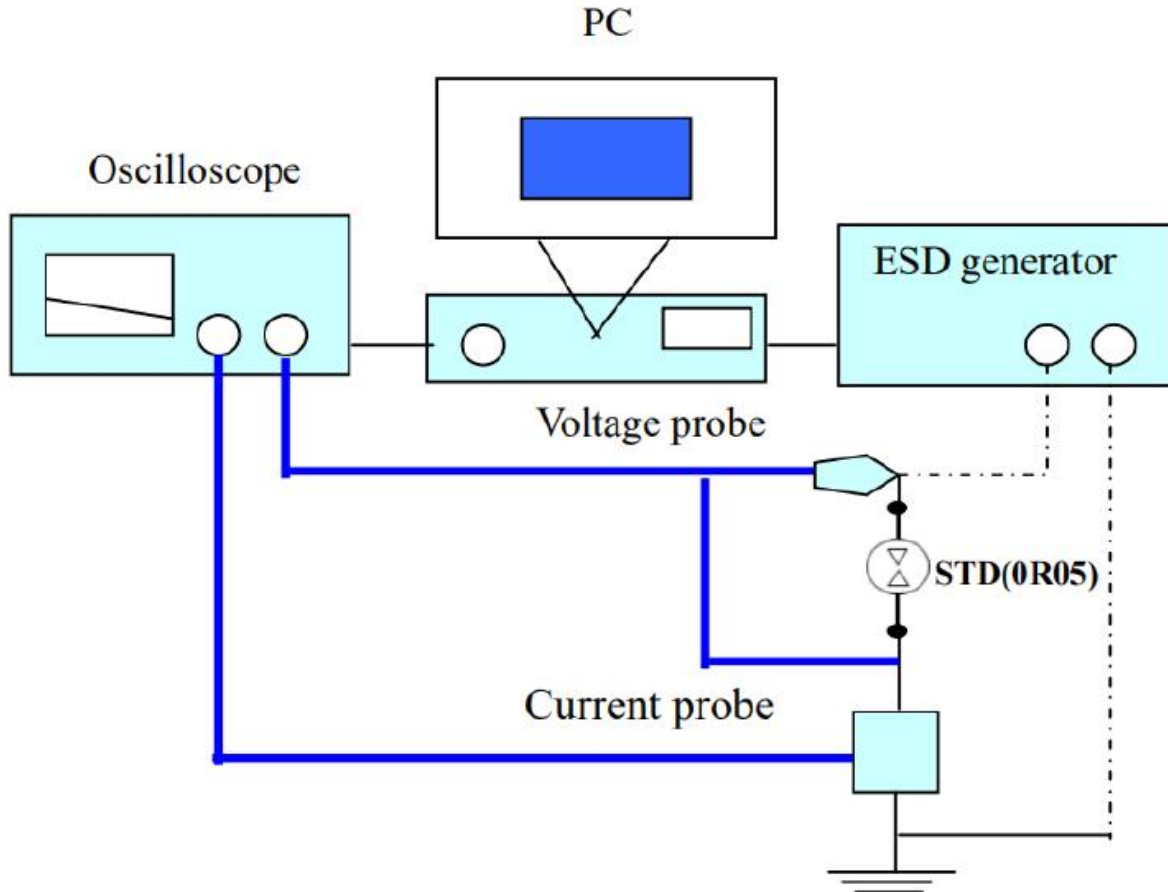 PC
Oscilloscope
ESD generator
Voltage probe
STD(0R05)
Current probe